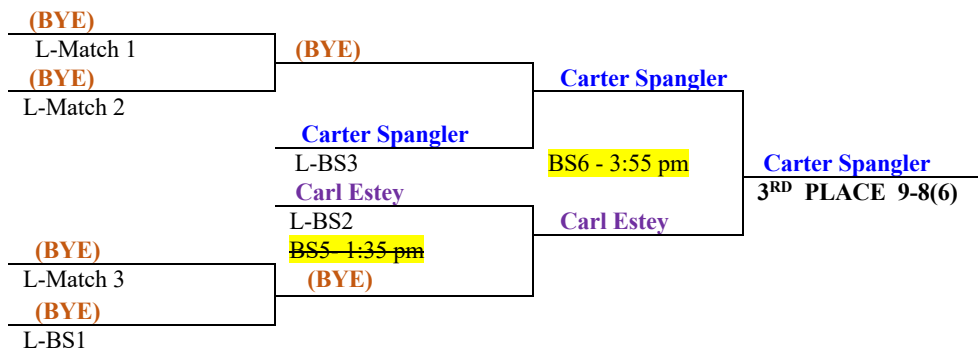 (BYE)
L-Match 1
(BYE)
(BYE)
L-Match 2
Carter Spangler
Carter Spangler
L-BS3
BS6 - 3:55 pm
Carter Spangler
3RD PLACE 9-8(6)
Carl Estey
L-BS2
Carl Estey
BS5- 1:35 pm
(BYE)
L-Match 3
(BYE)
(BYE)
L-BS1